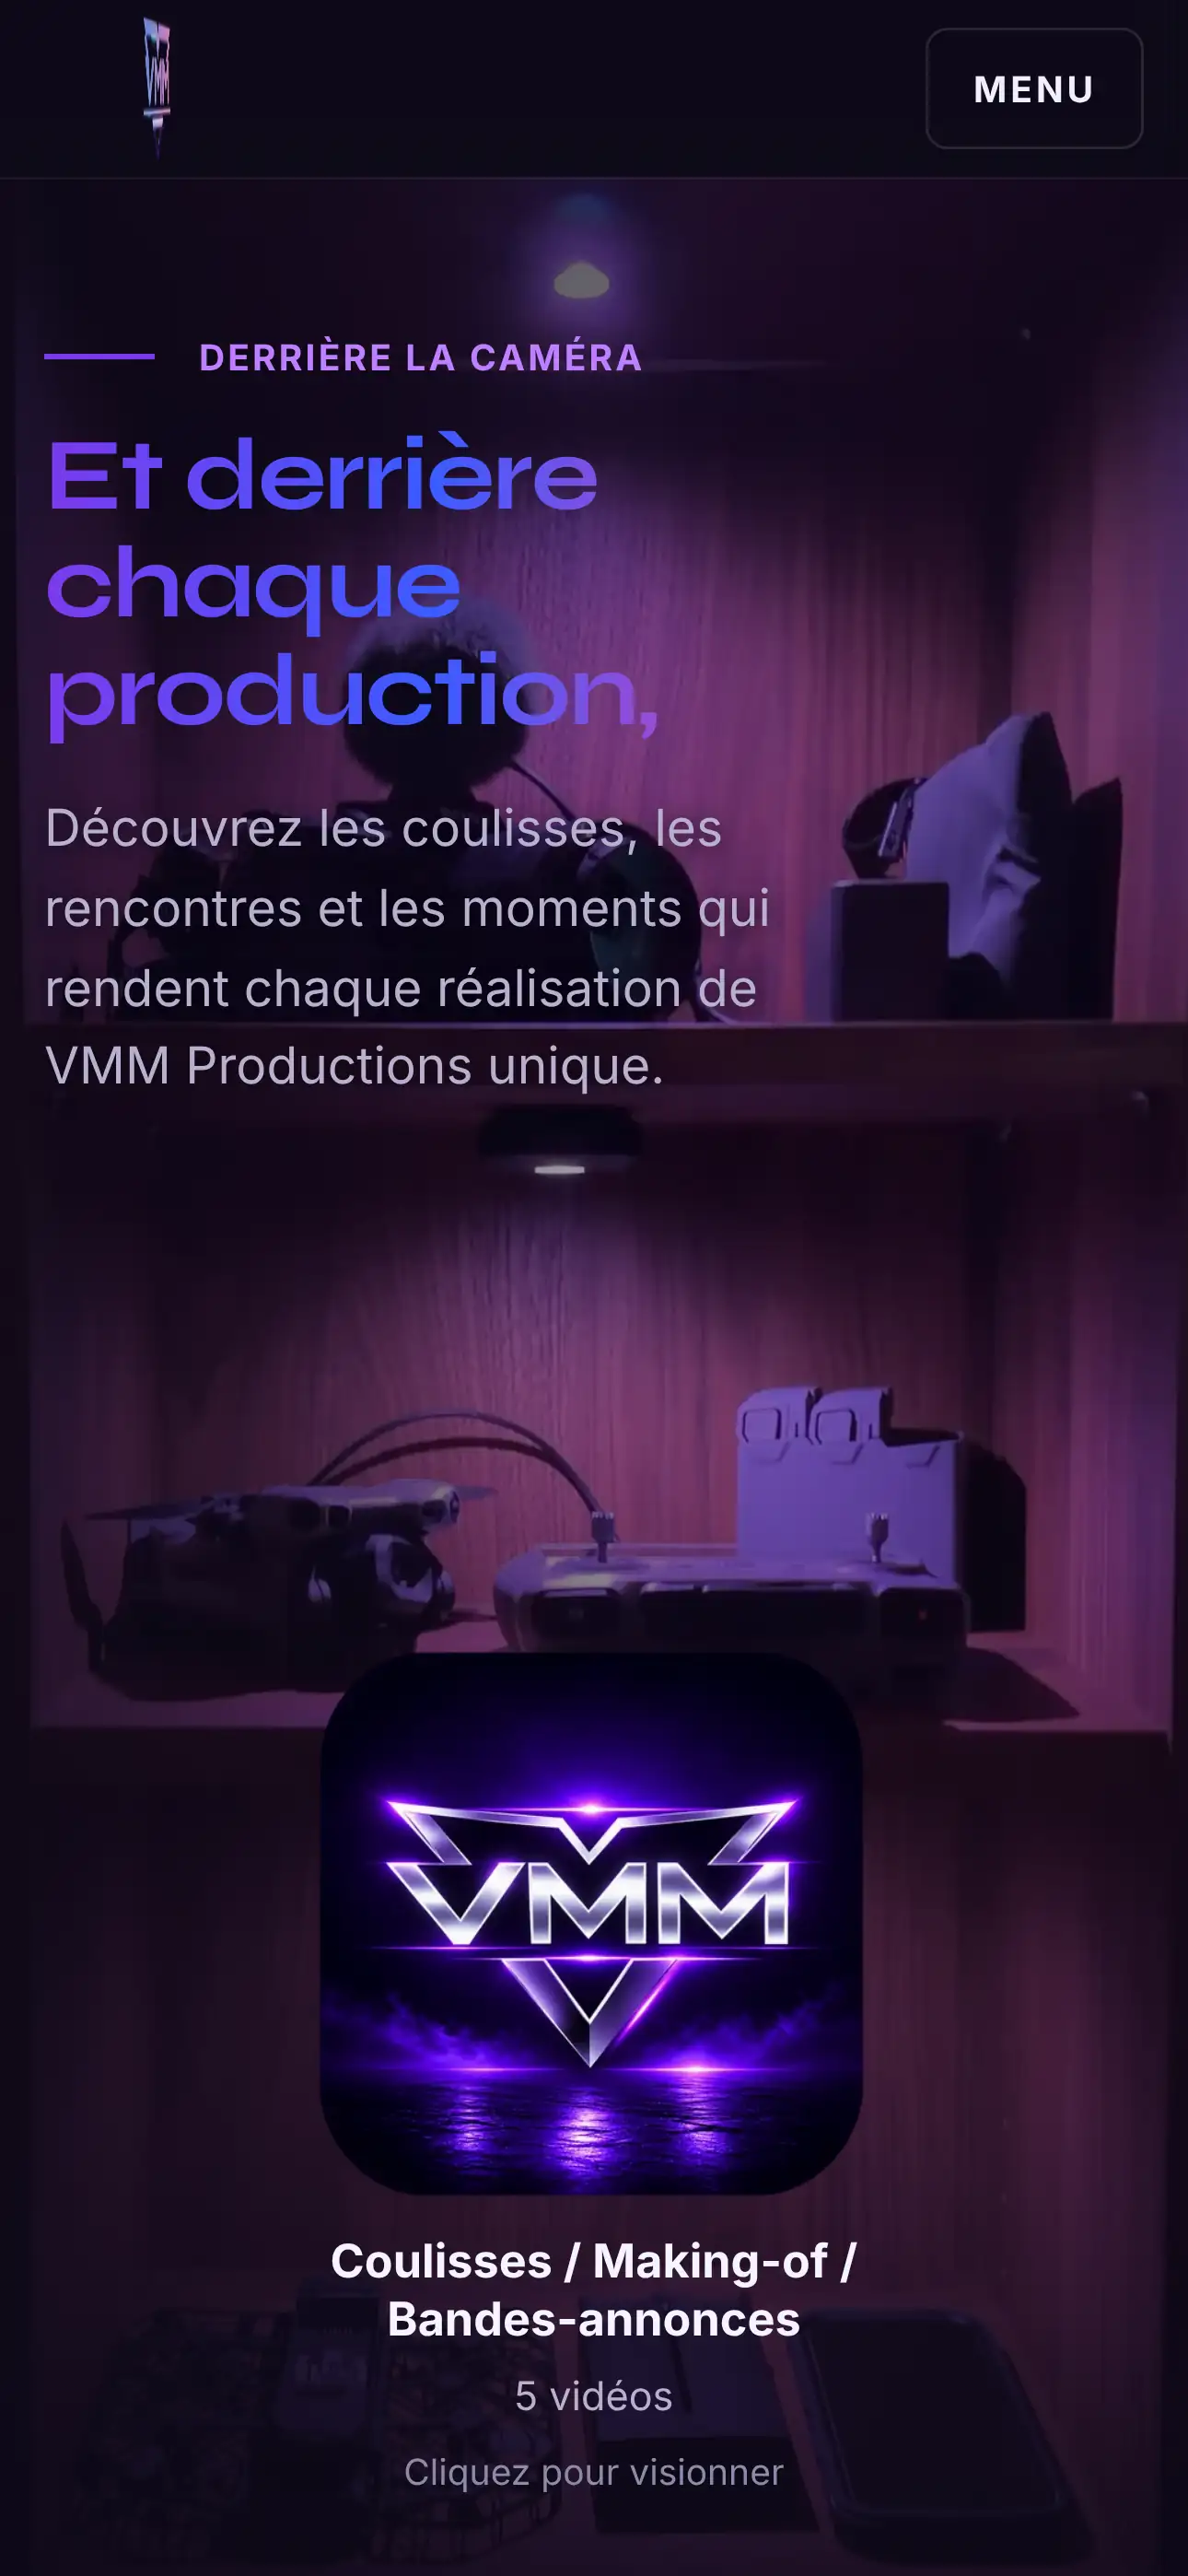 VMM
MENU
DERRIÈRE LA CAMÉRA
Et derrière
chaque
production,
Découvrez les coulisses, les
rencontres et les moments qui
rendent chaque réalisation de
VMM Productions unique.
VMM
Coulisses / Making-of /
Bandes-annonces
5 vidéos
Cliquez pour visionner